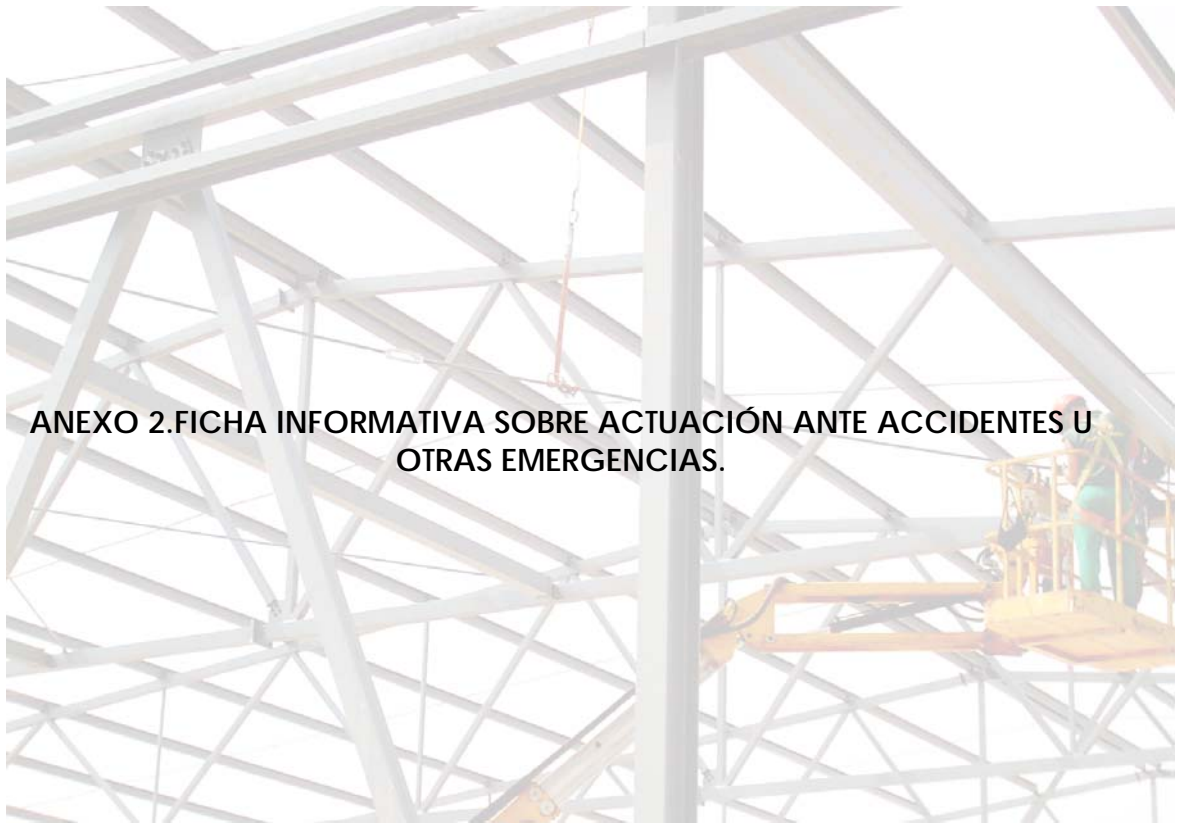 ANEXO 2.FICHA INFORMATIVA SOBRE ACTUACIÓN ANTE ACCIDENTES U
OTRAS EMERGENCIAS.